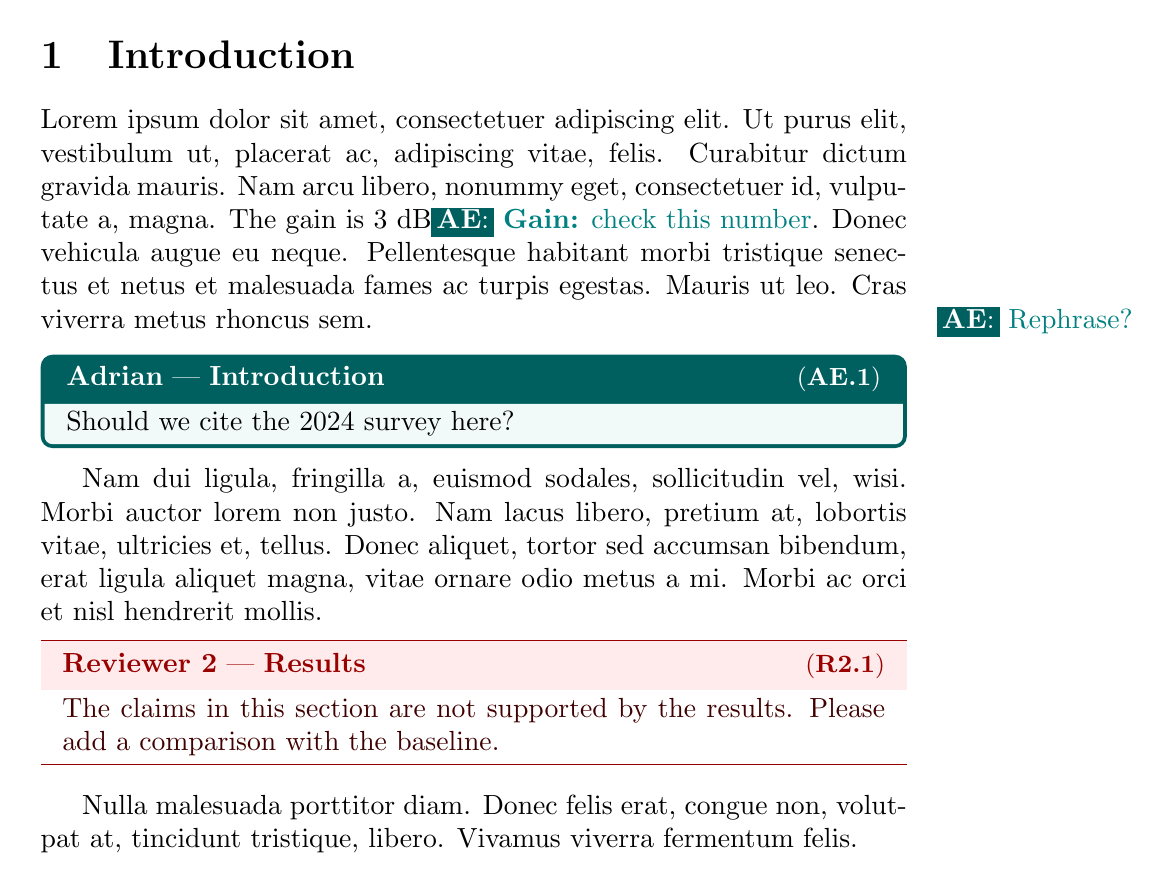 1 Introduction
Lorem ipsum dolor sit amet, consectetuer adipiscing elit. Ut purus elit,
vestibulum ut, placerat ac, adipiscing vitae, felis. Curabitur dictum
gravida mauris. Nam arcu libero, nonummy eget, consectetuer id, vulpu-
tate a, magna. The gain is 3 dB AE: Gain: check this number. Donec
vehicula augue eu neque. Pellentesque habitant morbi tristique senec-
tus et netus et malesuada fames ac turpis egestas. Mauris ut leo. Cras
viverra metus rhoncus sem.
AE: Rephrase?
Adrian — Introduction (AE.1)
Should we cite the 2024 survey here?
Nam dui ligula, fringilla a, euismod sodales, sollicitudin vel, wisi.
Morbi auctor lorem non justo. Nam lacus libero, pretium at, lobortis
vitae, ultricies et, tellus. Donec aliquet, tortor sed accumsan bibendum,
erat ligula aliquet magna, vitae ornare odio metus a mi. Morbi ac orci
et nisl hendrerit mollis.
Reviewer 2 — Results (R2.1)
The claims in this section are not supported by the results. Please
add a comparison with the baseline.
Nulla malesuada porttitor diam. Donec felis erat, congue non, volut-
pat at, tincidunt tristique, libero. Vivamus viverra fermentum felis.